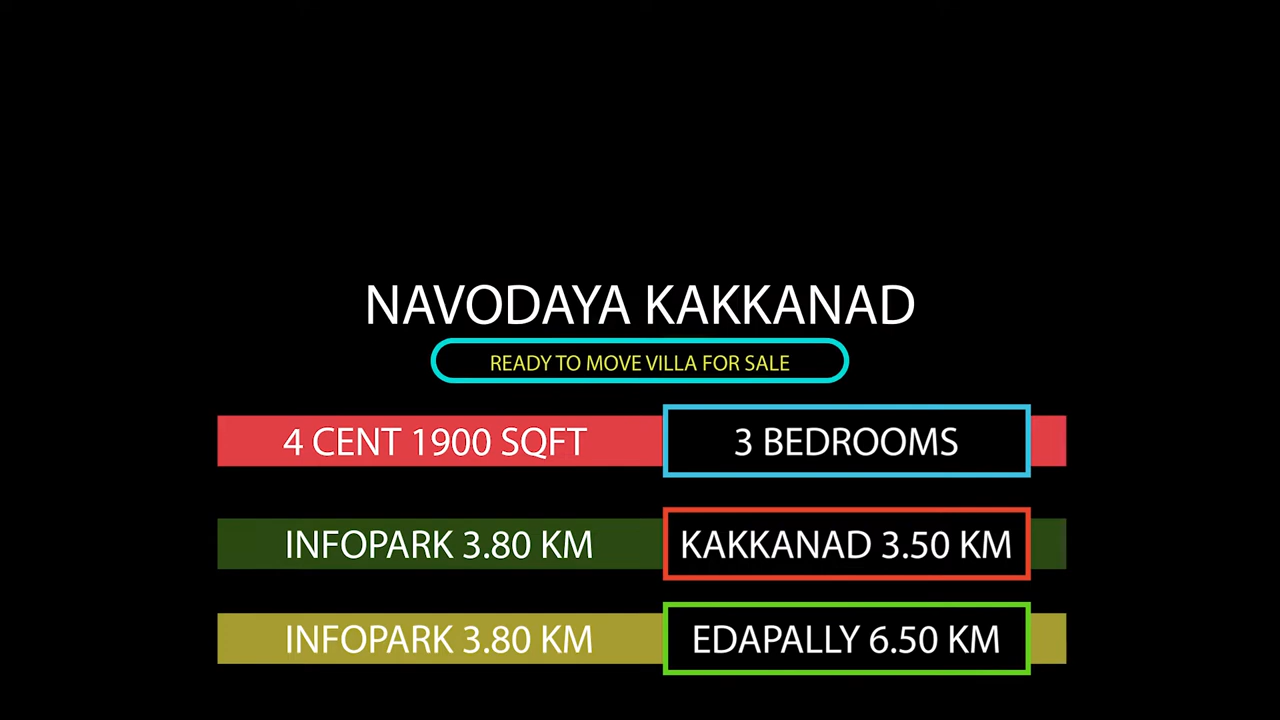 NAVODAYA KAKKANAD
READY TO MOVE VILLA FOR SALE
4 CENT 1900 SQFT
3 BEDROOMS
INFOPARK 3.80 KM
KAKKANAD 3.50 KM
INFOPARK 3.80 KM
EDAPALLY 6.50 KM